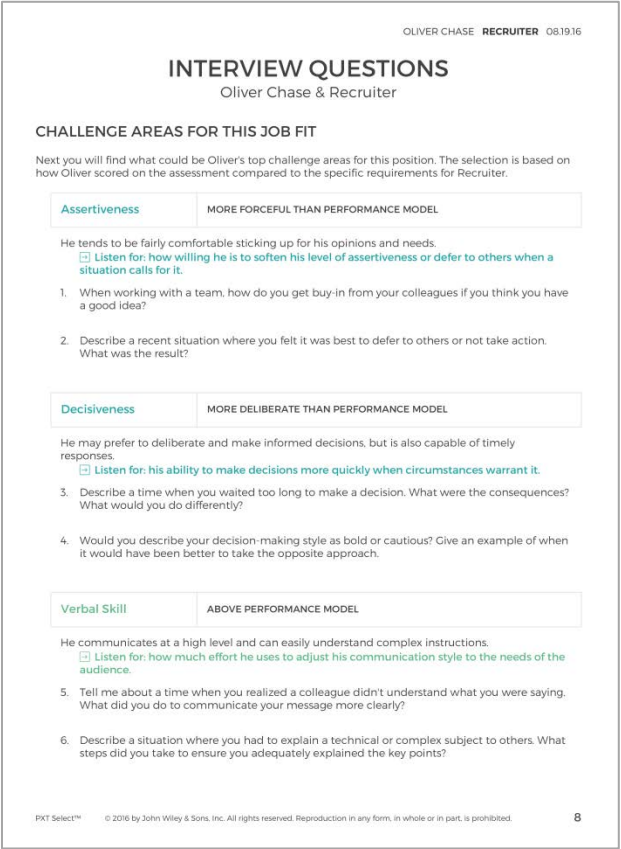 OLIVER CHASE RECRUITER 08.19.16
INTERVIEW QUESTIONS
Oliver Chase & Recruiter
CHALLENGE AREAS FOR THIS JOB FIT
Next you will find what could be Oliver's top challenge areas for this position. The selection is based on
how Oliver scored on the assessment compared to the specific requirements for Recruiter.
Assertiveness MORE FORCEFUL THAN PERFORMANCE MODEL
He tends to be fairly comfortable sticking up for his opinions and needs.
Listen for: how willing he is to soften his level of assertiveness or defer to others when a
situation calls for it.
1. When working with a team, how do you get buy-in from your colleagues if you think you have
a good idea?
2. Describe a recent situation where you felt it was best to defer to others or not take action.
What was the result?
Decisiveness MORE DELIBERATE THAN PERFORMANCE MODEL
He may prefer to deliberate and make informed decisions, but is also capable of timely
responses.
Listen for: his ability to make decisions more quickly when circumstances warrant it.
3. Describe a time when you waited too long to make a decision. What were the consequences?
What would you do differently?
4. Would you describe your decision-making style as bold or cautious? Give an example of when
it would have been better to take the opposite approach.
Verbal Skill ABOVE PERFORMANCE MODEL
He communicates at a high level and can easily understand complex instructions.
Listen for: how much effort he uses to adjust his communication style to the needs of the
audience.
5. Tell me about a time when you realized a colleague didn't understand what you were saying.
What did you do to communicate your message more clearly?
6. Describe a situation where you had to explain a technical or complex subject to others. What
steps did you take to ensure you adequately explained the key points?
PXT Select™ © 2016 by John Wiley & Sons, Inc. All rights reserved. Reproduction in any form, in whole or in part, is prohibited. 8